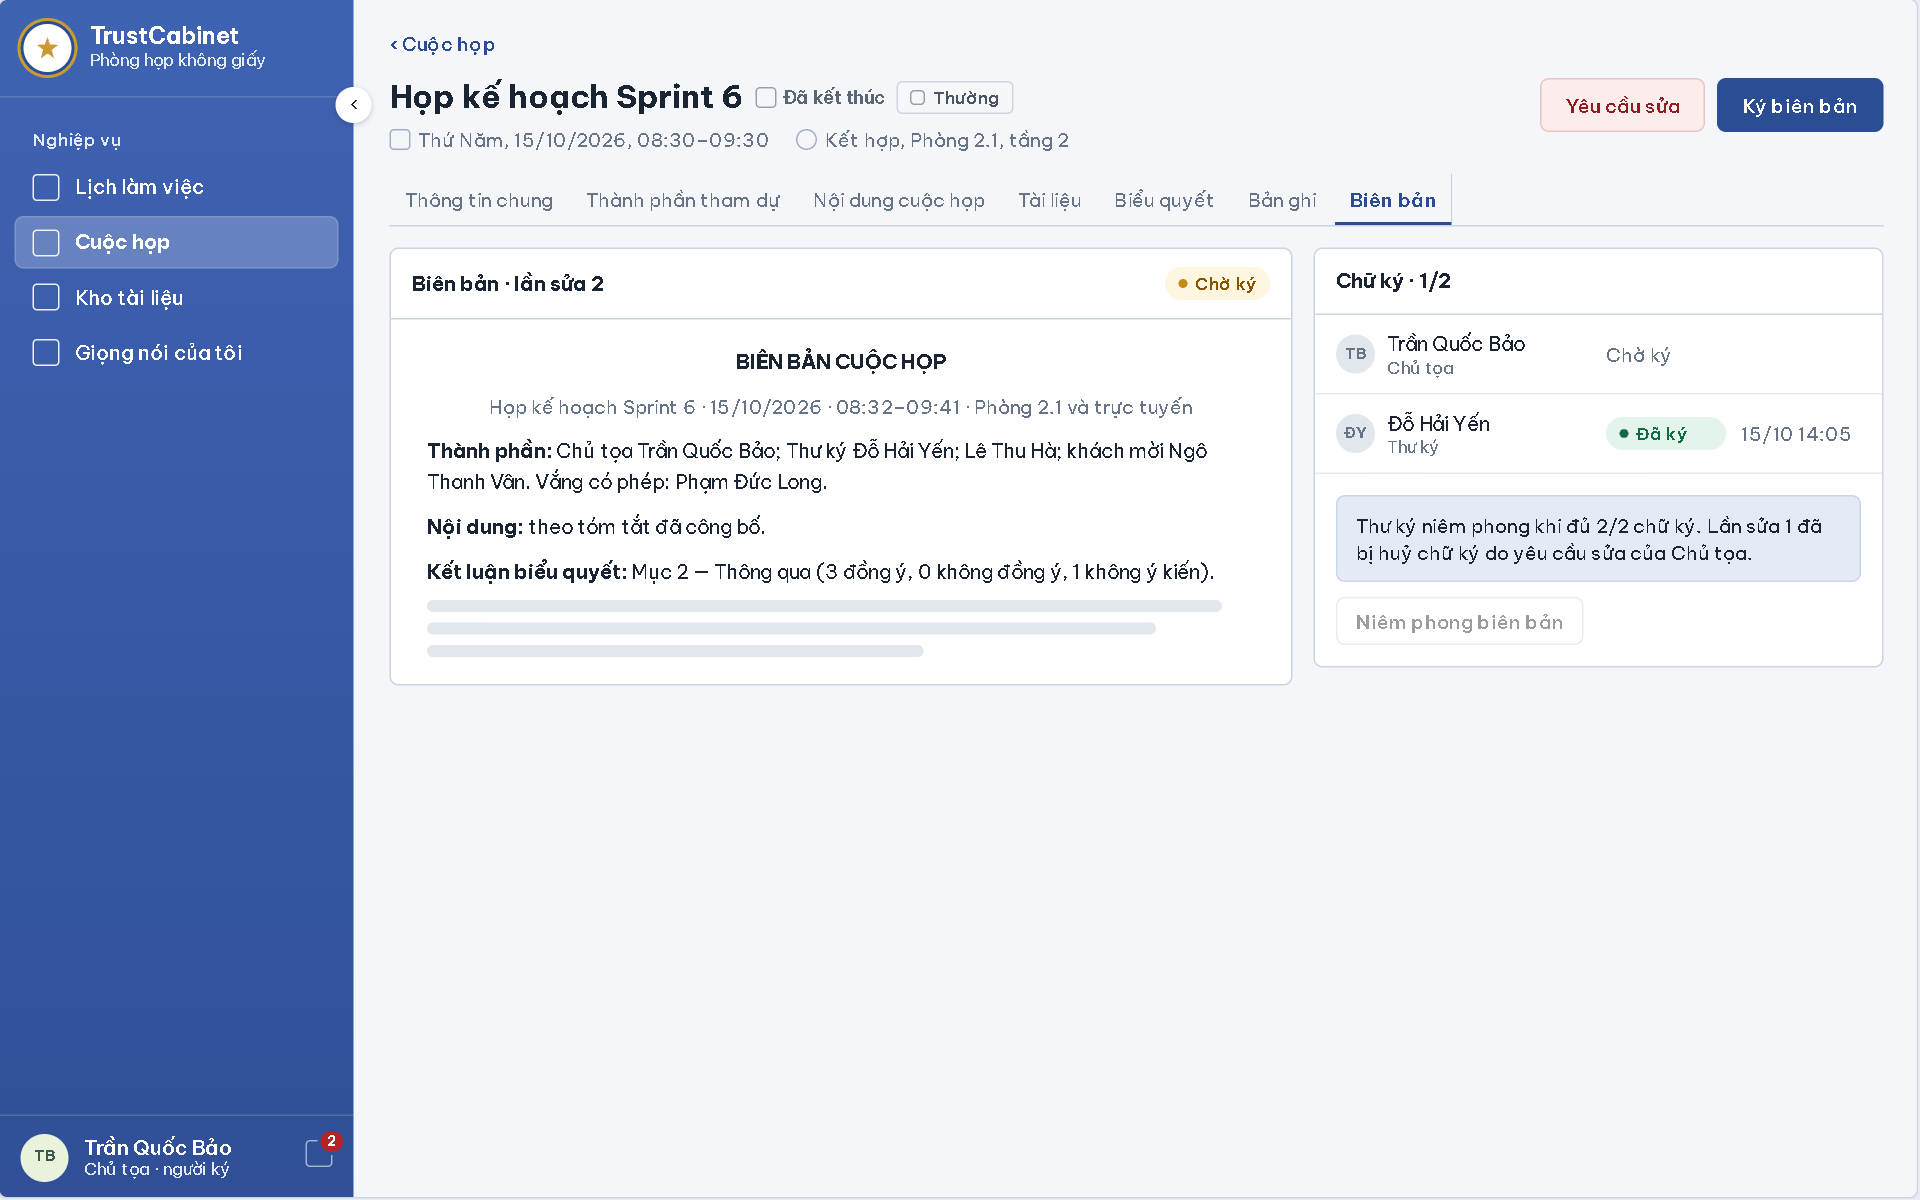 TrustCabinet
Phòng họp không giấy
Nghiệp vụ
Lịch làm việc
Cuộc họp
Kho tài liệu
Giọng nói của tôi
TB
Trần Quốc Bảo
Chủ tọa · người ký
2
‹ Cuộc họp
Họp kế hoạch Sprint 6
Đã kết thúc
Thường
Thứ Năm, 15/10/2026, 08:30–09:30
Kết hợp, Phòng 2.1, tầng 2
Yêu cầu sửa
Ký biên bản
Thông tin chung
Thành phần tham dự
Nội dung cuộc họp
Tài liệu
Biểu quyết
Bản ghi
Biên bản
Biên bản · lần sửa 2
Chờ ký
BIÊN BẢN CUỘC HỌP
Họp kế hoạch Sprint 6 · 15/10/2026 · 08:32–09:41 · Phòng 2.1 và trực tuyến
Thành phần: Chủ tọa Trần Quốc Bảo; Thư ký Đỗ Hải Yến; Lê Thu Hà; khách mời Ngô
Thanh Vân. Vắng có phép: Phạm Đức Long.
Nội dung: theo tóm tắt đã công bố.
Kết luận biểu quyết: Mục 2 — Thông qua (3 đồng ý, 0 không đồng ý, 1 không ý kiến).
Chữ ký · 1/2
TB
Trần Quốc Bảo
Chủ tọa
Chờ ký
ĐY
Đỗ Hải Yến
Thư ký
Đã ký
15/10 14:05
Thư ký niêm phong khi đủ 2/2 chữ ký. Lần sửa 1 đã
bị huỷ chữ ký do yêu cầu sửa của Chủ tọa.
Niêm phong biên bản